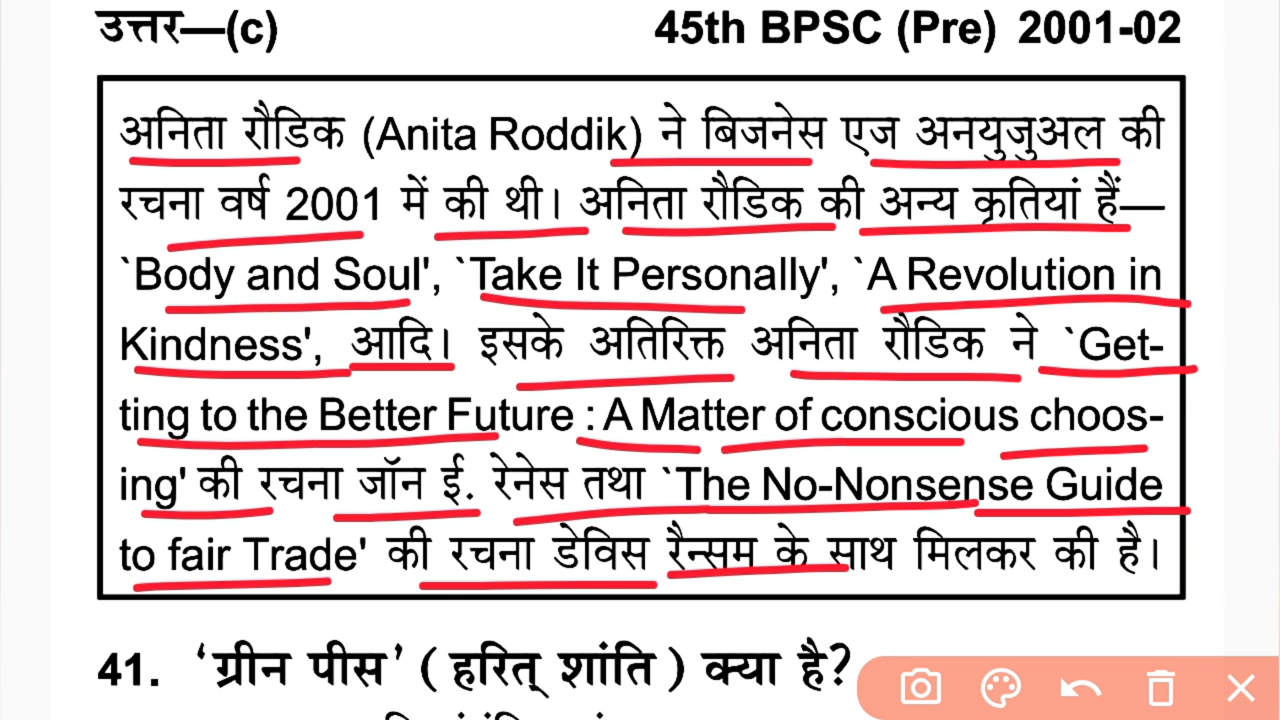 उत्तर—(c) 45th BPSC (Pre) 2001-02
अनिता रौडिक (Anita Roddik) ने बिजनेस एज अनयुजुअल की
रचना वर्ष 2001 में की थी। अनिता रौडिक की अन्य कृतियां हैं—
`Body and Soul', `Take It Personally', `A Revolution in
Kindness', आदि। इसके अतिरिक्त अनिता रौडिक ने `Get-
ting to the Better Future : A Matter of conscious choos-
ing' की रचना जॉन ई. रेनेस तथा `The No-Nonsense Guide
to fair Trade' की रचना डेविस रैन्सम के साथ मिलकर की है।
41. ‘ग्रीन पीस’ (हरित् शांति) क्या है?